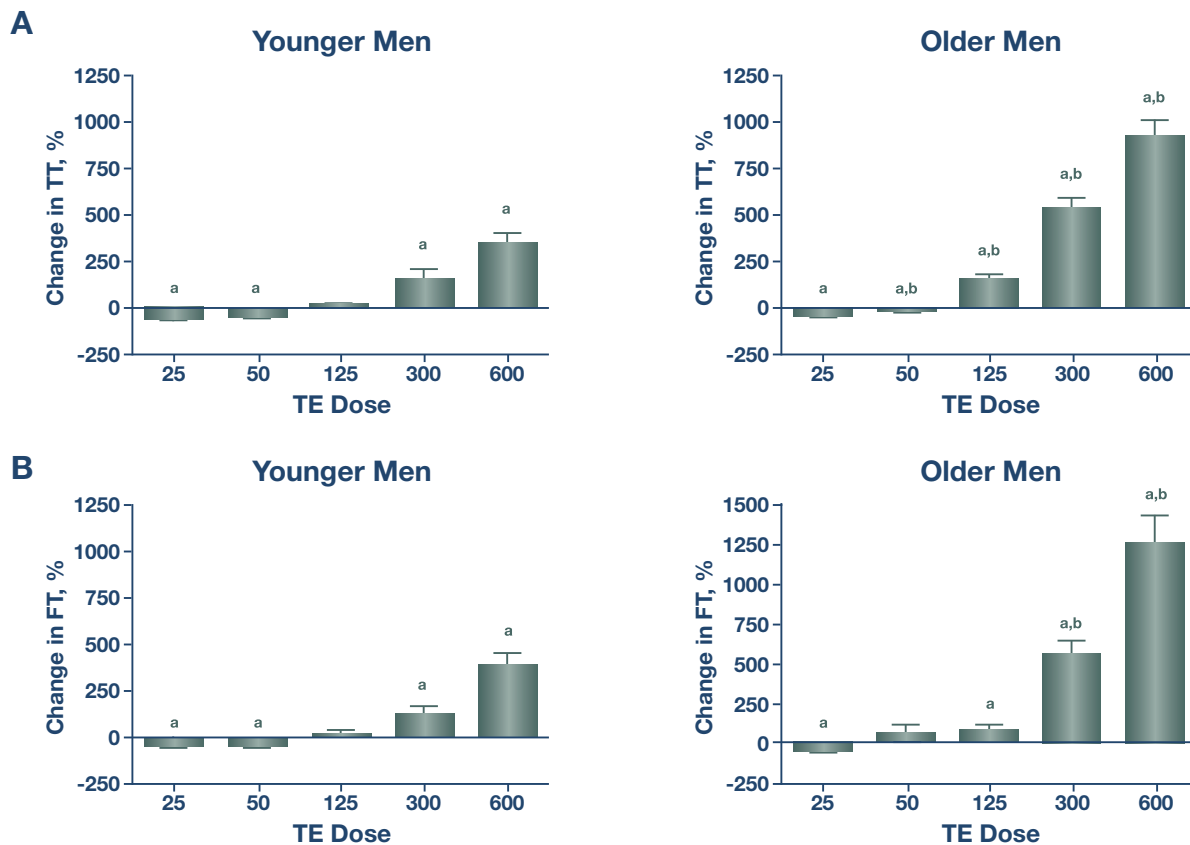 A
Younger Men
Change in TT, %
1250
1000
750
500
250
0
-250
a
a
a
a
25 50 125 300 600
TE Dose
Older Men
Change in TT, %
1250
1000
750
500
250
0
-250
a
a,b
a,b
a,b
a,b
25 50 125 300 600
TE Dose
B
Younger Men
Change in FT, %
1250
1000
750
500
250
0
-250
a
a
a
a
25 50 125 300 600
TE Dose
Older Men
Change in FT, %
1500
1250
1000
750
500
250
0
-250
a
a
a,b
a,b
25 50 125 300 600
TE Dose